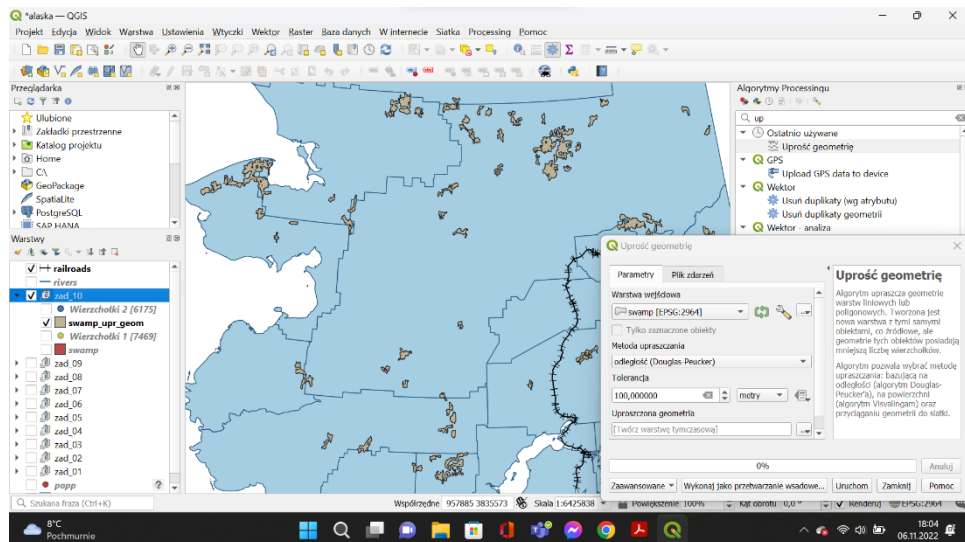 *alaska — QGIS
Projekt Edycja Widok Warstwa Ustawienia Wtyczki Wektor Raster Baza danych W internecie Siatka Processing Pomoc
Przeglądarka
Ulubione
Zakładki przestrzenne
Katalog projektu
Home
C:\
GeoPackage
SpatiaLite
PostgreSQL
SAP HANA
Warstwy
railroads
rivers
zad_10
Wierzchołki 2 [6175]
swamp_upr_geom
Wierzchołki 1 [7469]
swamp
zad_09
zad_08
zad_07
zad_06
zad_05
zad_04
zad_03
zad_02
zad_01
popp
Algorytmy Processingu
up
Ostatnio używane
Uprość geometrię
GPS
Upload GPS data to device
Wektor
Usuń duplikaty (wg atrybutu)
Usuń duplikaty geometrii
Wektor - analiza
Uprość geometrię
Parametry Plik zdarzeń
Warstwa wejśdowa
swamp [EPSG:2964]
Tylko zaznaczone obiekty
Metoda upraszczania
odległość (Douglas-Peucker)
Tolerancja
100,000000 metry
Uproszczona geometria
[Twórz warstwę tymczasową]
Uprość geometrię
Algorytm upraszcza geometrie
warstw liniowych lub
poligonowych. Tworzona jest
nowa warstwa z tymi samymi
obiektami, co źródłowe, ale
geometrie tych obiektów posiadają
mniejszą liczbę wierzchołków.
Algorytm pozwala wybrać metodę
upraszczania: bazującą na
odległości (algorytm Douglas-
Peucker'a), na powierzchni
(algorytm Visvalingam) oraz
przyciąganiu geometrii do siatki.
0% Anuluj
Zaawansowane Wykonaj jako przetwarzanie wsadowe... Uruchom Zamknij Pomoc
Szukana fraza (Ctrl+K) Współrzędne 957885 3835573 Skala 1:6425838 Powiększenie 100% Kąt obrotu 0,0 ° Renderuj EPSG:2964
8°C
Pochmurnie
18:04
06.11.2022